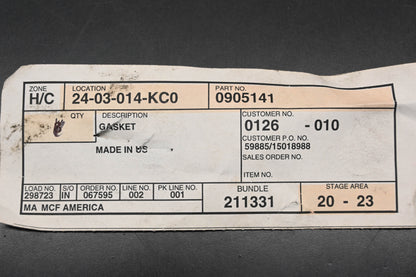 ZONE LOCATION PART NO.
H/C 24-03-014-KC0 0905141
QTY DESCRIPTION CUSTOMER NO.
GASKET 0126 -010
CUSTOMER P.O. NO.
MADE IN US 59885/15018988
SALES ORDER NO.
ITEM NO.
LOAD NO. S/O ORDER NO. LINE NO. PK LINE NO. BUNDLE STAGE AREA
298723 IN 067595 002 001 211331 20 - 23
MA MCF AMERICA